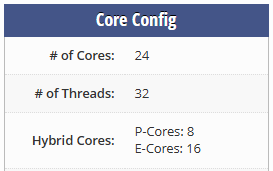 Core Config
# of Cores: 24
# of Threads: 32
Hybrid Cores: P-Cores: 8
E-Cores: 16